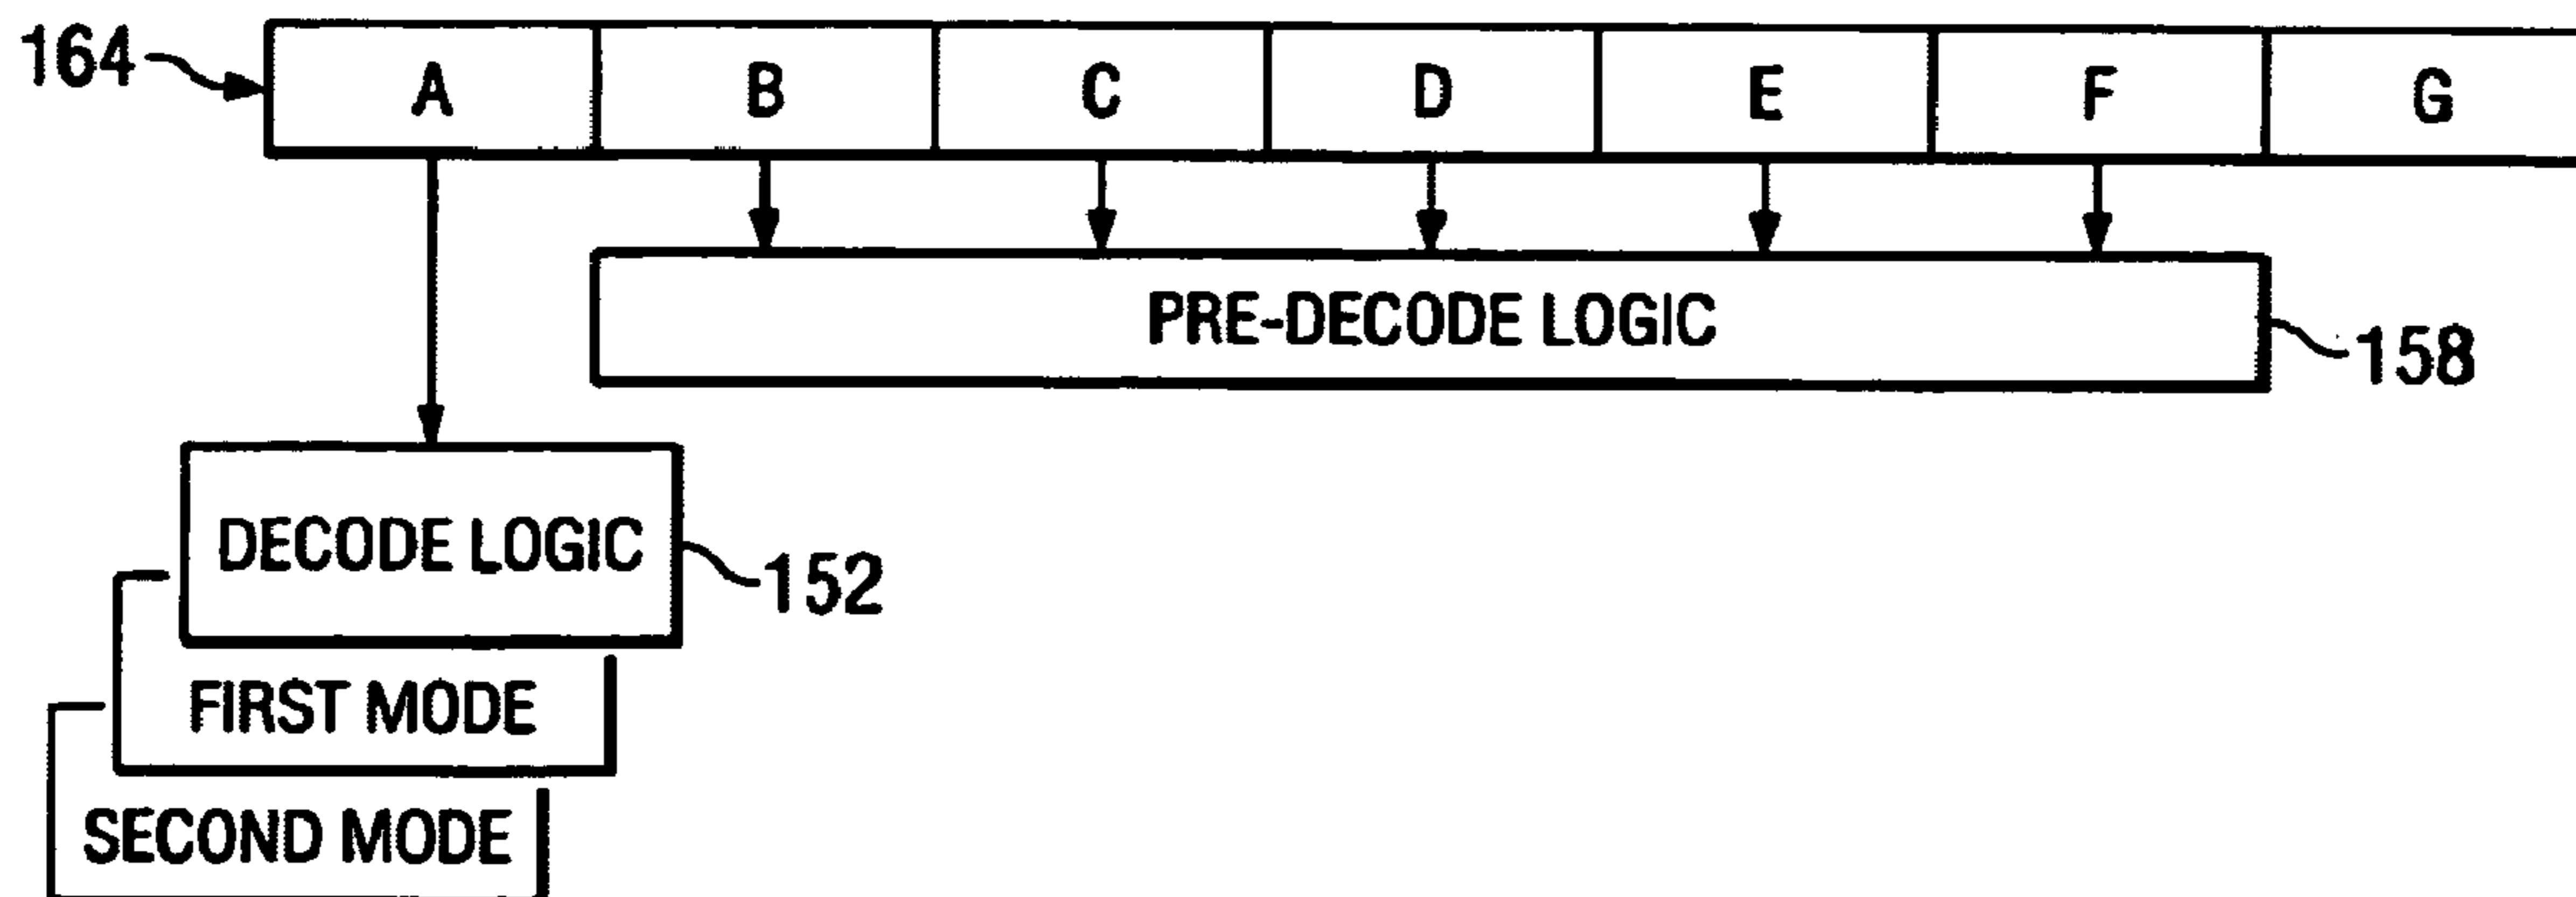 164 A B C D E F G
PRE-DECODE LOGIC 158
DECODE LOGIC 152
FIRST MODE
SECOND MODE